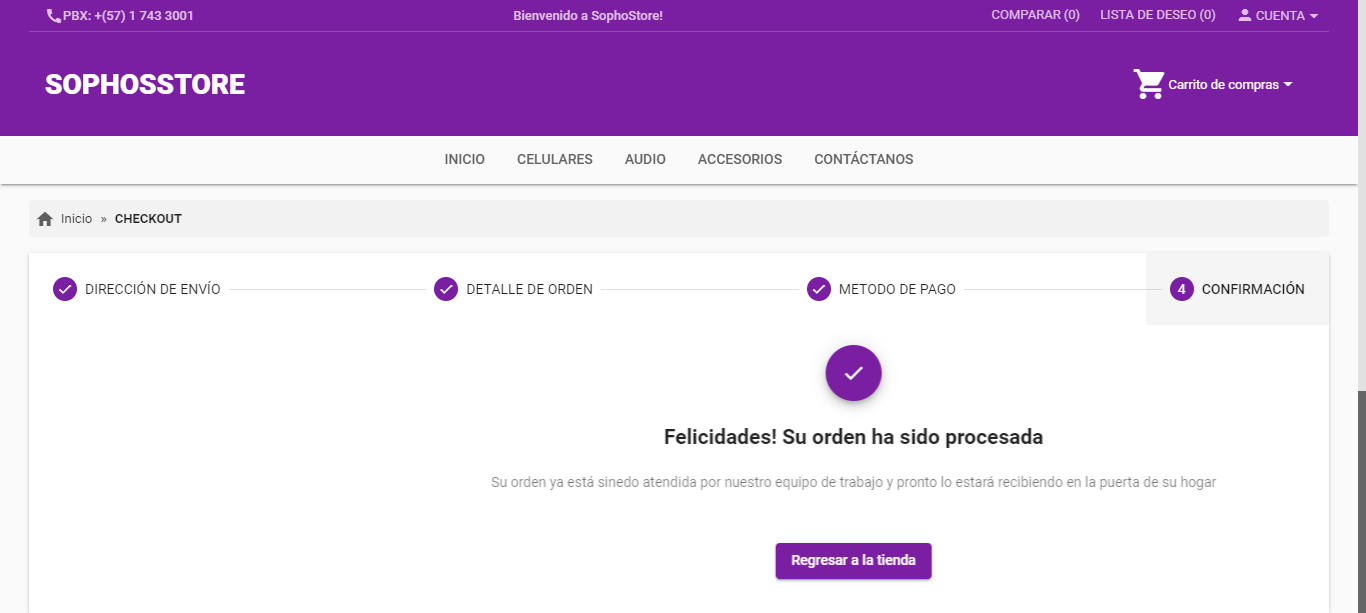 PBX: +(57) 1 743 3001 Bienvenido a SophoStore! COMPARAR (0) LISTA DE DESEO (0) CUENTA
SOPHOSSTORE Carrito de compras
INICIO CELULARES AUDIO ACCESORIOS CONTÁCTANOS
Inicio » CHECKOUT
DIRECCIÓN DE ENVÍO DETALLE DE ORDEN METODO DE PAGO 4 CONFIRMACIÓN
Felicidades! Su orden ha sido procesada
Su orden ya está sinedo atendida por nuestro equipo de trabajo y pronto lo estará recibiendo en la puerta de su hogar
Regresar a la tienda